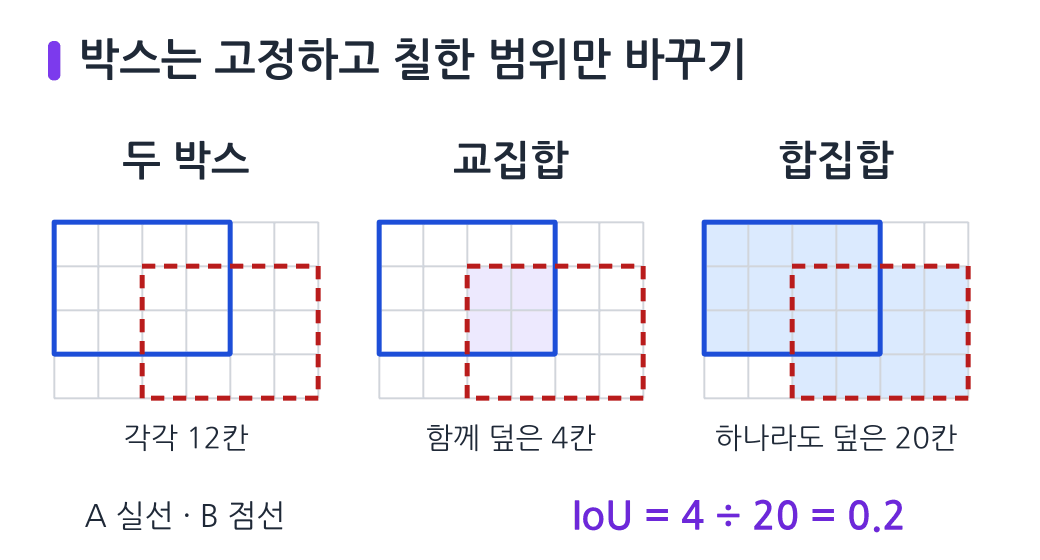 박스는 고정하고 칠한 범위만 바꾸기
두 박스
교집합
합집합
각각 12칸
함께 덮은 4칸
하나라도 덮은 20칸
A 실선 · B 점선
IoU = 4 ÷ 20 = 0.2